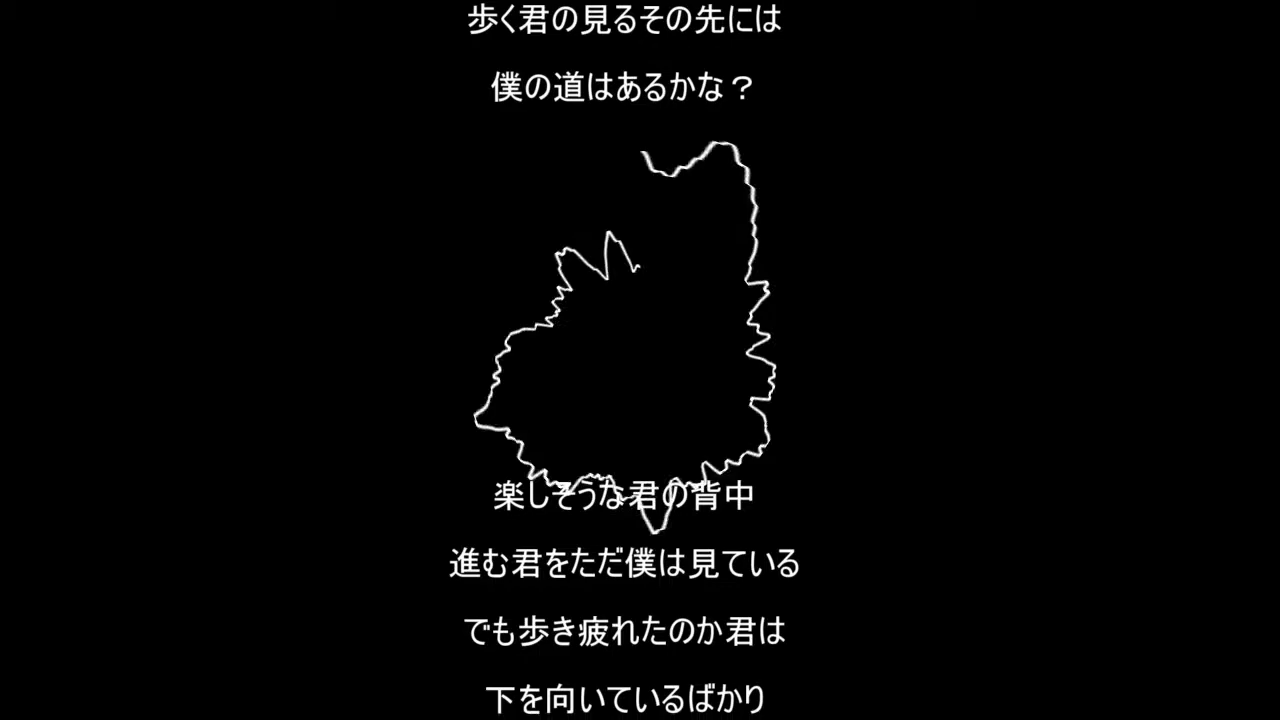 歩く君の見るその先には
僕の道はあるかな？
楽しそうな君の背中
進む君をただ僕は見ている
でも歩き疲れたのか君は
下を向いているばかり